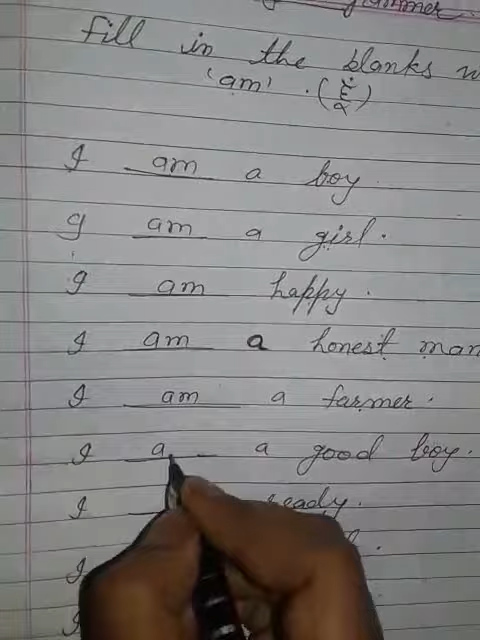 grammer.
Fill in the blanks
'am' . (हूँ)
I am a boy
I am a girl.
I am happy.
I am a honest man
I am a farmer.
I a a good boy.
I ready.
I
I